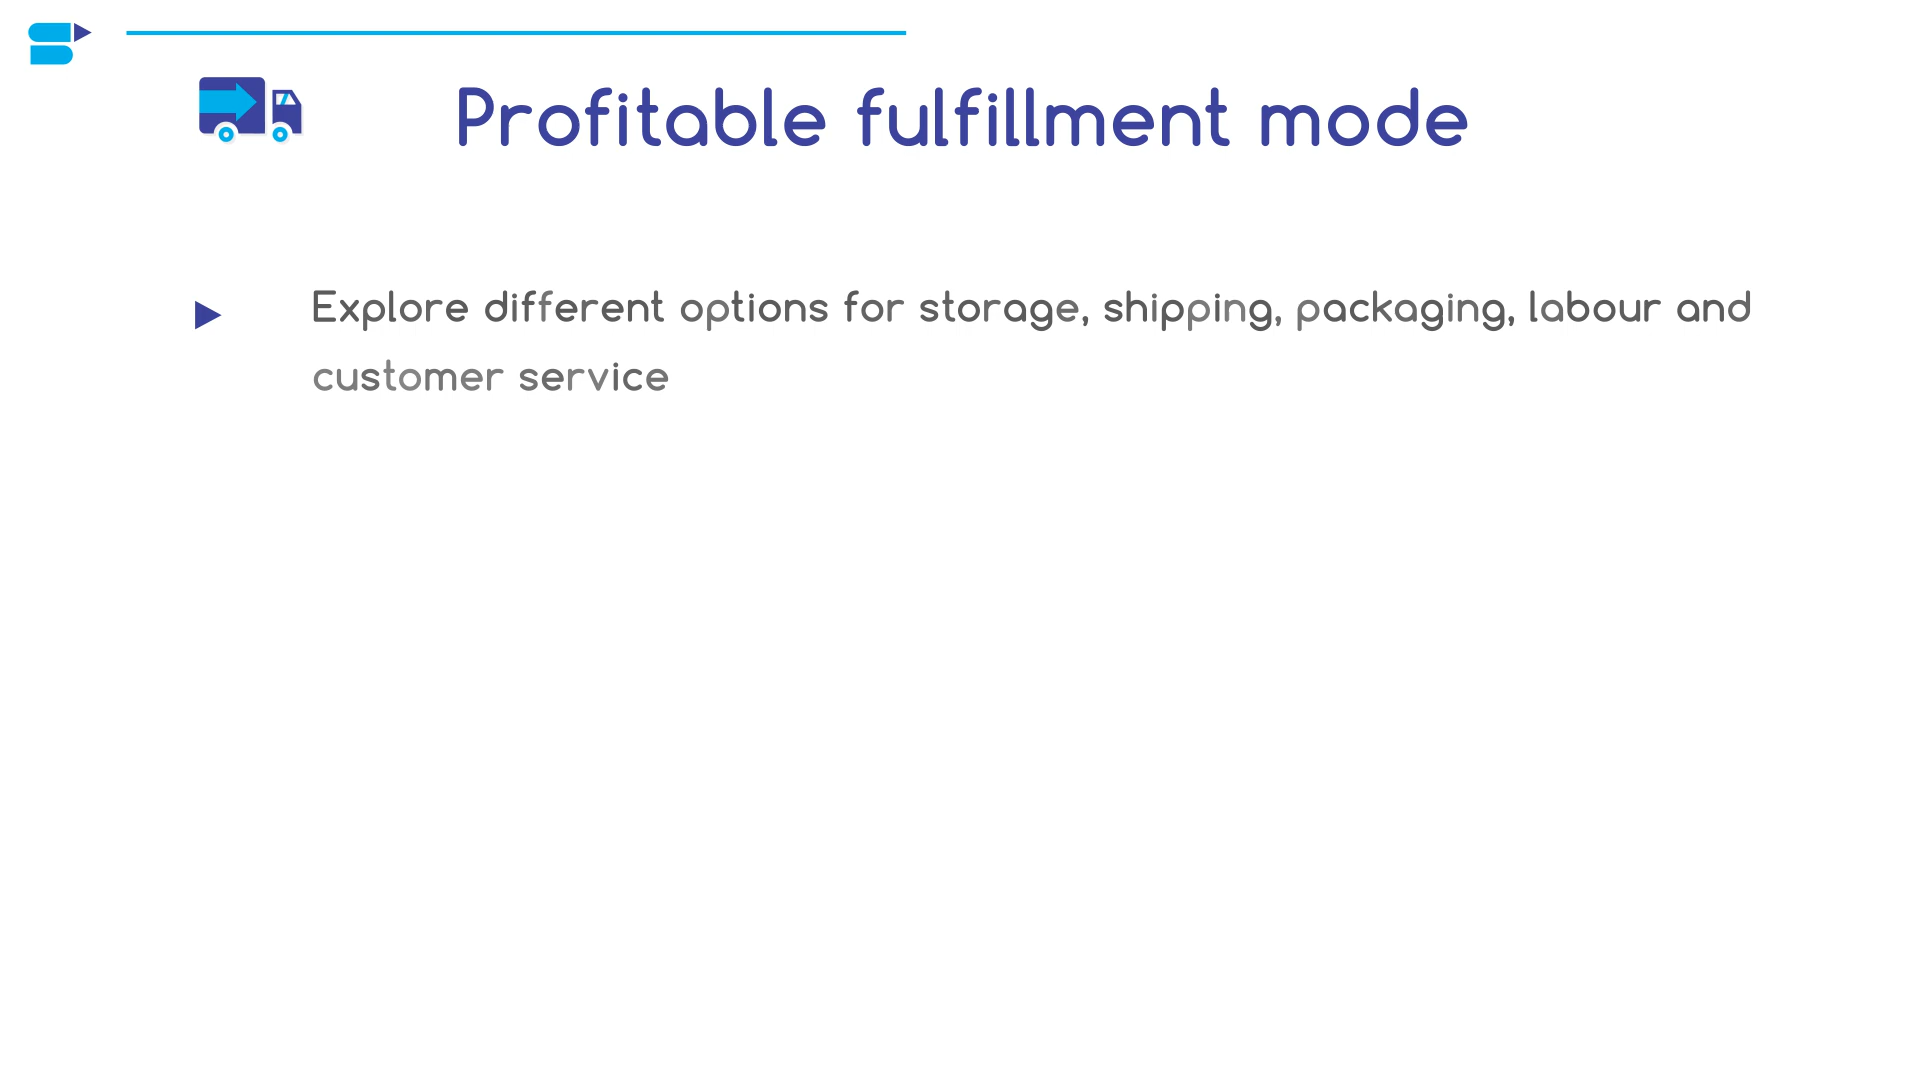 Profitable fulfillment mode
Explore different options for storage, shipping, packaging, labour and
customer service